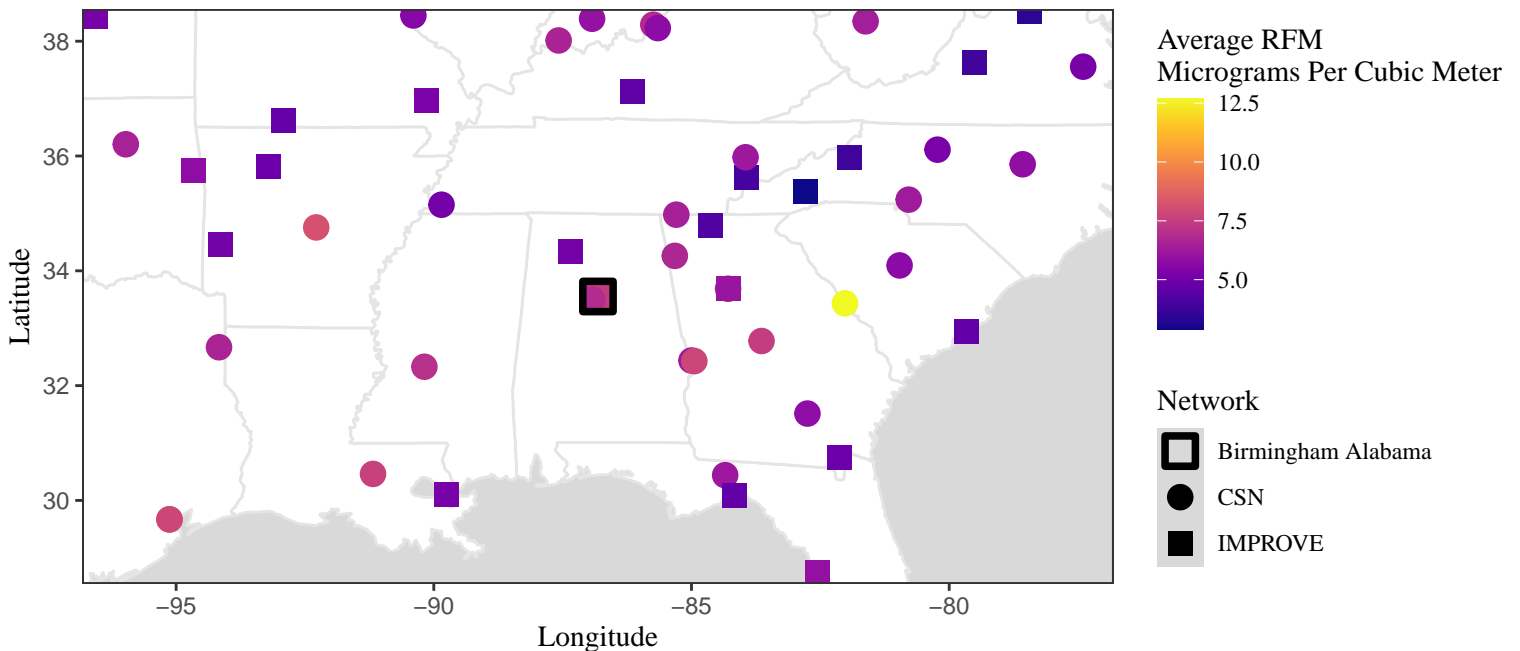 38
36
34
32
30
Latitude
−95
−90
−85
−80
Longitude
Average RFM
Micrograms Per Cubic Meter
12.5
10.0
7.5
5.0
Network
Birmingham Alabama
CSN
IMPROVE